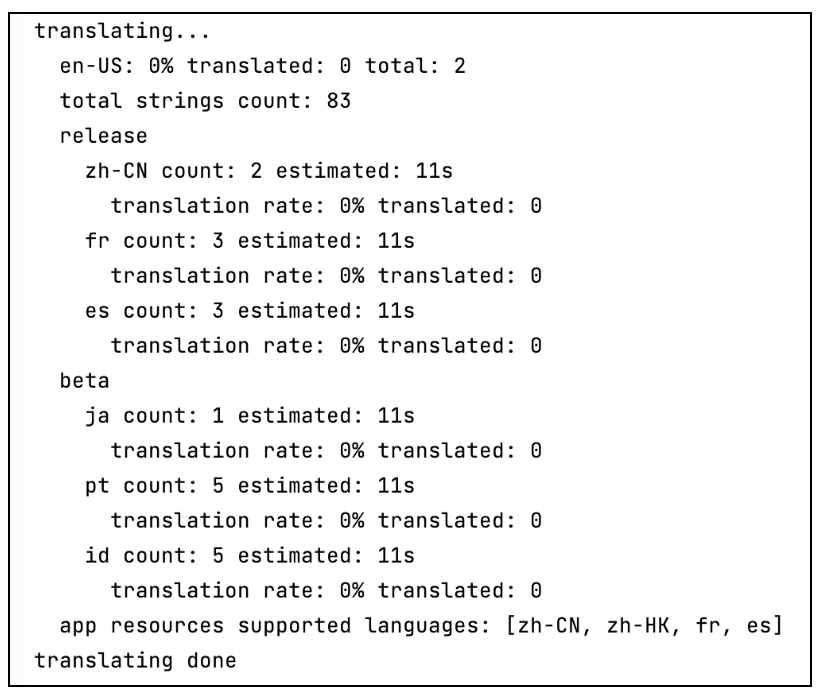 translating...
en-US: 0% translated: 0 total: 2
total strings count: 83
release
zh-CN count: 2 estimated: 11s
translation rate: 0% translated: 0
fr count: 3 estimated: 11s
translation rate: 0% translated: 0
es count: 3 estimated: 11s
translation rate: 0% translated: 0
beta
ja count: 1 estimated: 11s
translation rate: 0% translated: 0
pt count: 5 estimated: 11s
translation rate: 0% translated: 0
id count: 5 estimated: 11s
translation rate: 0% translated: 0
app resources supported languages: [zh-CN, zh-HK, fr, es]
translating done